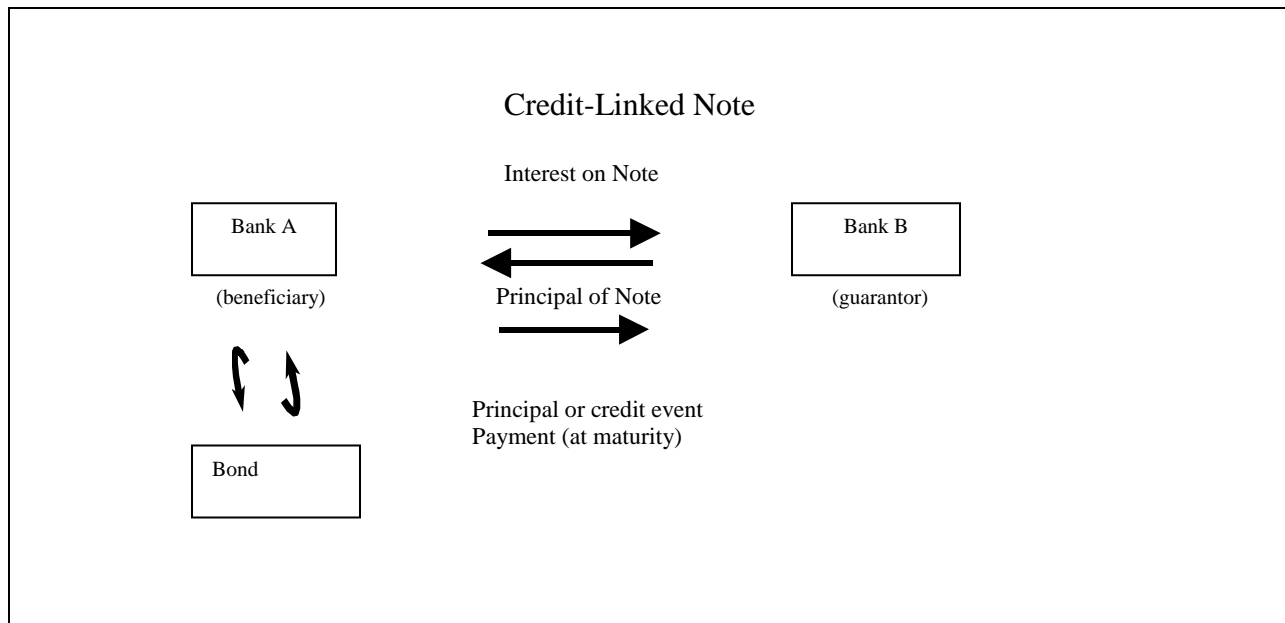 Credit-Linked Note
Interest on Note
Bank A
Bank B
(beneficiary)
Principal of Note
(guarantor)
Principal or credit event
Payment (at maturity)
Bond